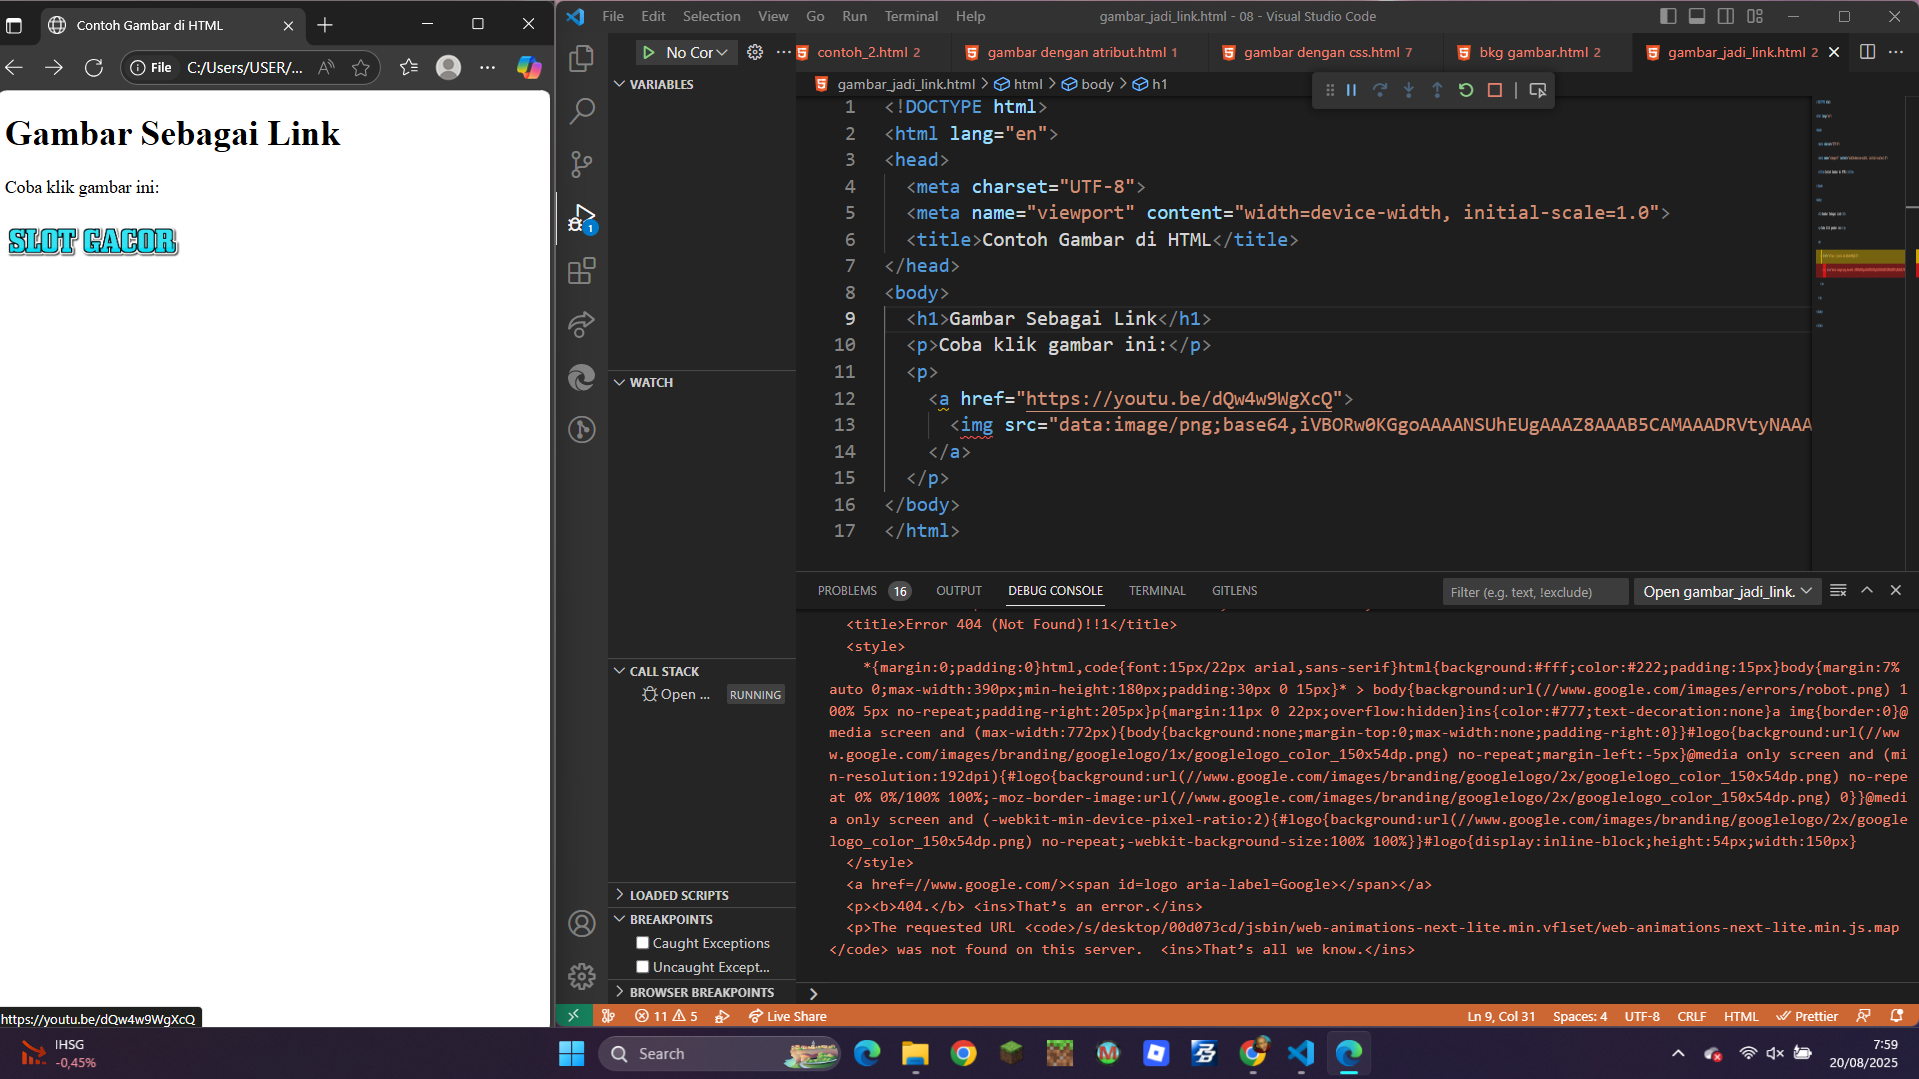 Contoh Gambar di HTML
File C:/Users/USER/...
Gambar Sebagai Link
Coba klik gambar ini:
SLOT GACOR
https://youtu.be/dQw4w9WgXcQ
File Edit Selection View Go Run Terminal Help
gambar_jadi_link.html - 08 - Visual Studio Code
No Cor
contoh_2.html 2
gambar dengan atribut.html 1
gambar dengan css.html 7
bkg gambar.html 2
gambar_jadi_link.html 2
VARIABLES
WATCH
CALL STACK
Open ... RUNNING
LOADED SCRIPTS
BREAKPOINTS
Caught Exceptions
Uncaught Except...
BROWSER BREAKPOINTS
1
gambar_jadi_link.html > html > body > h1
1 <!DOCTYPE html>
2 <html lang="en">
3 <head>
4 <meta charset="UTF-8">
5 <meta name="viewport" content="width=device-width, initial-scale=1.0">
6 <title>Contoh Gambar di HTML</title>
7 </head>
8 <body>
9 <h1>Gambar Sebagai Link</h1>
10 <p>Coba klik gambar ini:</p>
11 <p>
12 <a href="https://youtu.be/dQw4w9WgXcQ">
13 <img src="data:image/png;base64,iVBORw0KGgoAAAANSUhEUgAAAZ8AAAB5CAMAAADRVtyNAAA
14 </a>
15 </p>
16 </body>
17 </html>
PROBLEMS 16 OUTPUT DEBUG CONSOLE TERMINAL GITLENS
Filter (e.g. text, !exclude)
Open gambar_jadi_link.
<title>Error 404 (Not Found)!!1</title>
<style>
*{margin:0;padding:0}html,code{font:15px/22px arial,sans-serif}html{background:#fff;color:#222;padding:15px}body{margin:7%
auto 0;max-width:390px;min-height:180px;padding:30px 0 15px}* > body{background:url(//www.google.com/images/errors/robot.png) 1
00% 5px no-repeat;padding-right:205px}p{margin:11px 0 22px;overflow:hidden}ins{color:#777;text-decoration:none}a img{border:0}@
media screen and (max-width:772px){body{background:none;margin-top:0;max-width:none;padding-right:0}}#logo{background:url(//ww
w.google.com/images/branding/googlelogo/1x/googlelogo_color_150x54dp.png) no-repeat;margin-left:-5px}@media only screen and (mi
n-resolution:192dpi){#logo{background:url(//www.google.com/images/branding/googlelogo/2x/googlelogo_color_150x54dp.png) no-repe
at 0% 0%/100% 100%;-moz-border-image:url(//www.google.com/images/branding/googlelogo/2x/googlelogo_color_150x54dp.png) 0}}@medi
a only screen and (-webkit-min-device-pixel-ratio:2){#logo{background:url(//www.google.com/images/branding/googlelogo/2x/google
logo_color_150x54dp.png) no-repeat;-webkit-background-size:100% 100%}}#logo{display:inline-block;height:54px;width:150px}
</style>
<a href=//www.google.com/><span id=logo aria-label=Google></span></a>
<p><b>404.</b> <ins>That’s an error.</ins>
<p>The requested URL <code>/s/desktop/00d073cd/jsbin/web-animations-next-lite.min.vflset/web-animations-next-lite.min.js.map
</code> was not found on this server. <ins>That’s all we know.</ins>
11 5 Live Share
Ln 9, Col 31 Spaces: 4 UTF-8 CRLF HTML Prettier
IHSG
-0,45%
Search
7:59
20/08/2025